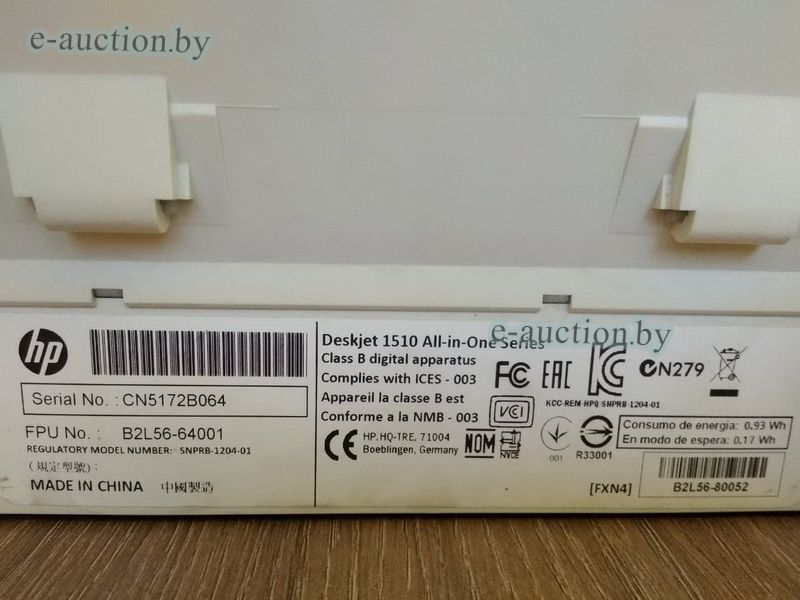 e-auction.by
hp
Serial No. : CN5172B064
FPU No. : B2L56-64001
REGULATORY MODEL NUMBER: SNPRB-1204-01
(規定型號):
MADE IN CHINA 中國製造
Deskjet 1510 All-in-One Series
e-auction.by
Class B digital apparatus
Complies with ICES - 003
Appareil la classe B est
Conforme a la NMB - 003
CE HP, HQ-TRE, 71004
Boeblingen, Germany
FC EAC KC N279
KCC-REM-HPQ-SNPRB-1204-01
VCI
NOM NYCE
001 R33001
Consumo de energía: 0.93 Wh
En modo de espera: 0.17 Wh
[FXN4] B2L56-80052